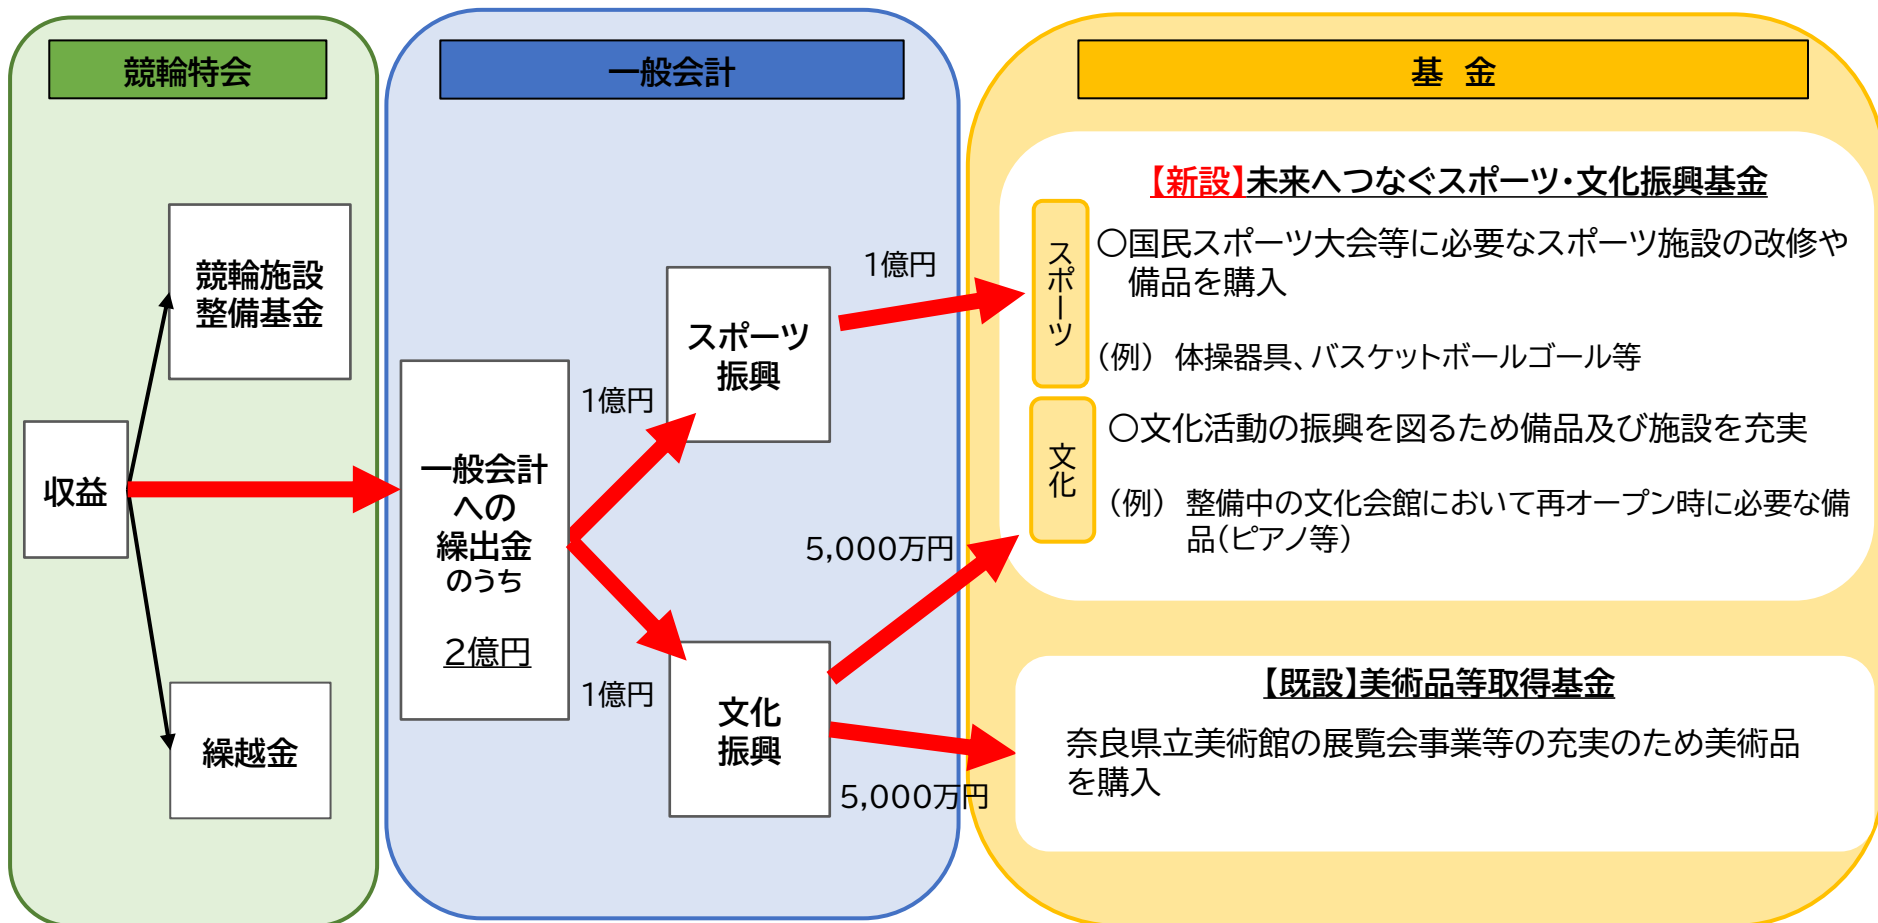 競輪特会
競輪施設
整備基金
収益
繰越金
一般会計
一般会計
への
繰出金
のうち
2億円
1億円
スポーツ
振興
1億円
文化
振興
1億円
5,000万円
5,000万円
基 金
【新設】未来へつなぐスポーツ・文化振興基金
スポーツ
○国民スポーツ大会等に必要なスポーツ施設の改修や
備品を購入
(例) 体操器具、バスケットボールゴール等
文化
○文化活動の振興を図るため備品及び施設を充実
(例) 整備中の文化会館において再オープン時に必要な備
品(ピアノ等)
【既設】美術品等取得基金
奈良県立美術館の展覧会事業等の充実のため美術品
を購入